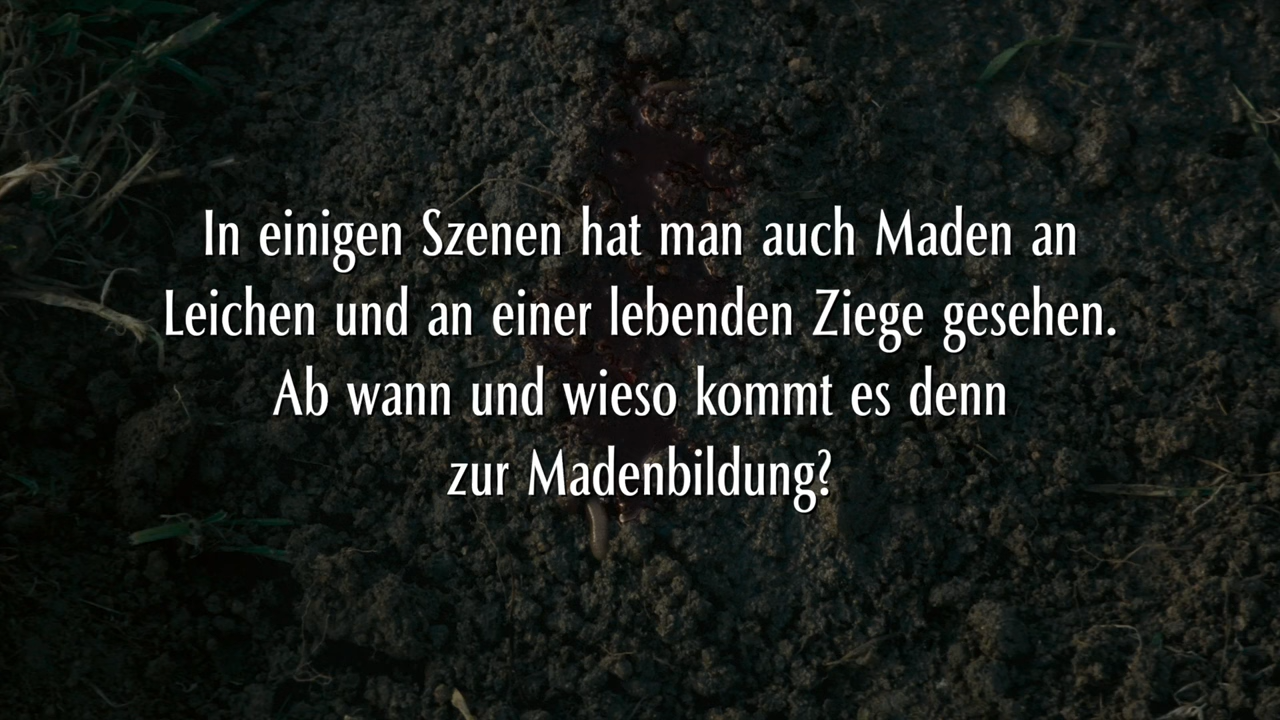 In einigen Szenen hat man auch Maden an
Leichen und an einer lebenden Ziege gesehen.
Ab wann und wieso kommt es denn
zur Madenbildung?